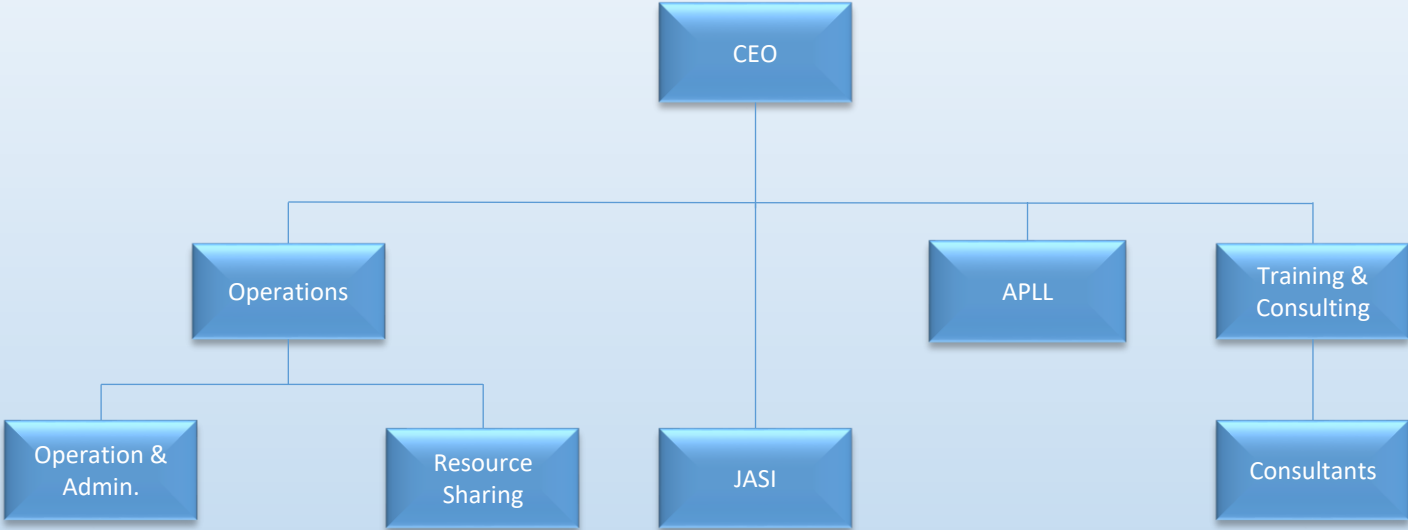 CEO
Operations
APLL
Training &
Consulting
Operation &
Admin.
Resource
Sharing
JASI
Consultants